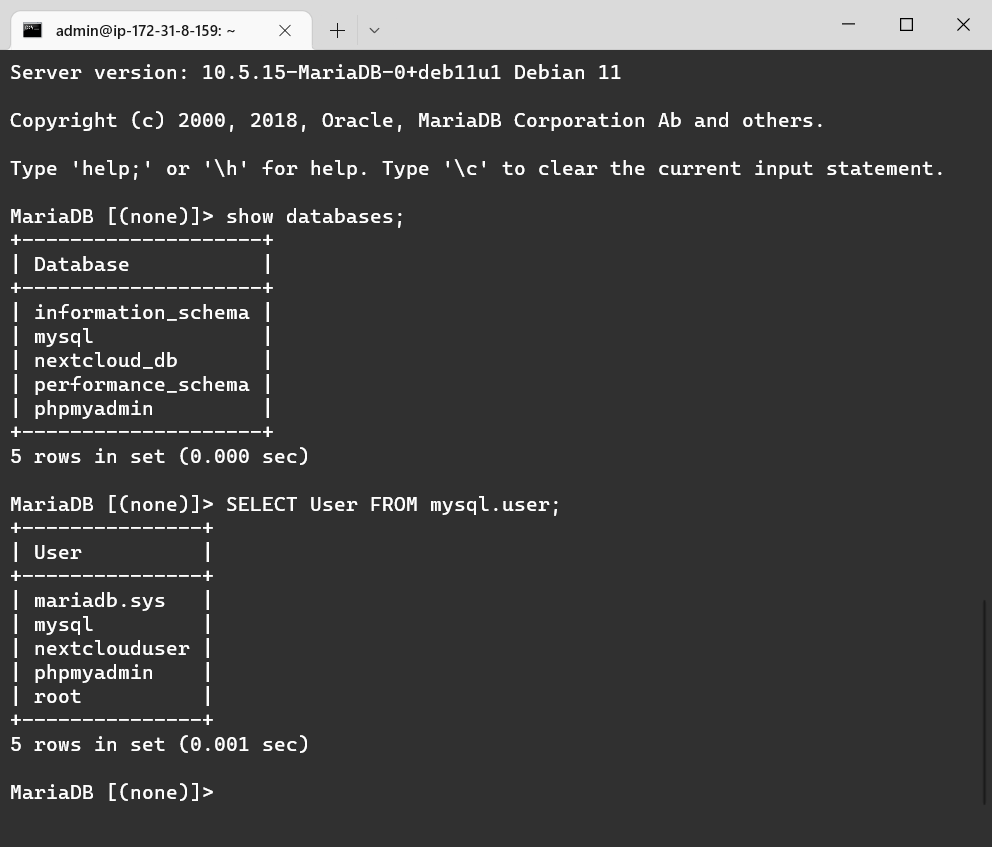 admin@ip-172-31-8-159: ~
Server version: 10.5.15-MariaDB-0+deb11u1 Debian 11
Copyright (c) 2000, 2018, Oracle, MariaDB Corporation Ab and others.
Type 'help;' or '\h' for help. Type '\c' to clear the current input statement.
MariaDB [(none)]> show databases;
+--------------------+
| Database           |
+--------------------+
| information_schema |
| mysql              |
| nextcloud_db       |
| performance_schema |
| phpmyadmin         |
+--------------------+
5 rows in set (0.000 sec)
MariaDB [(none)]> SELECT User FROM mysql.user;
+---------------+
| User          |
+---------------+
| mariadb.sys   |
| mysql         |
| nextclouduser |
| phpmyadmin    |
| root          |
+---------------+
5 rows in set (0.001 sec)
MariaDB [(none)]>